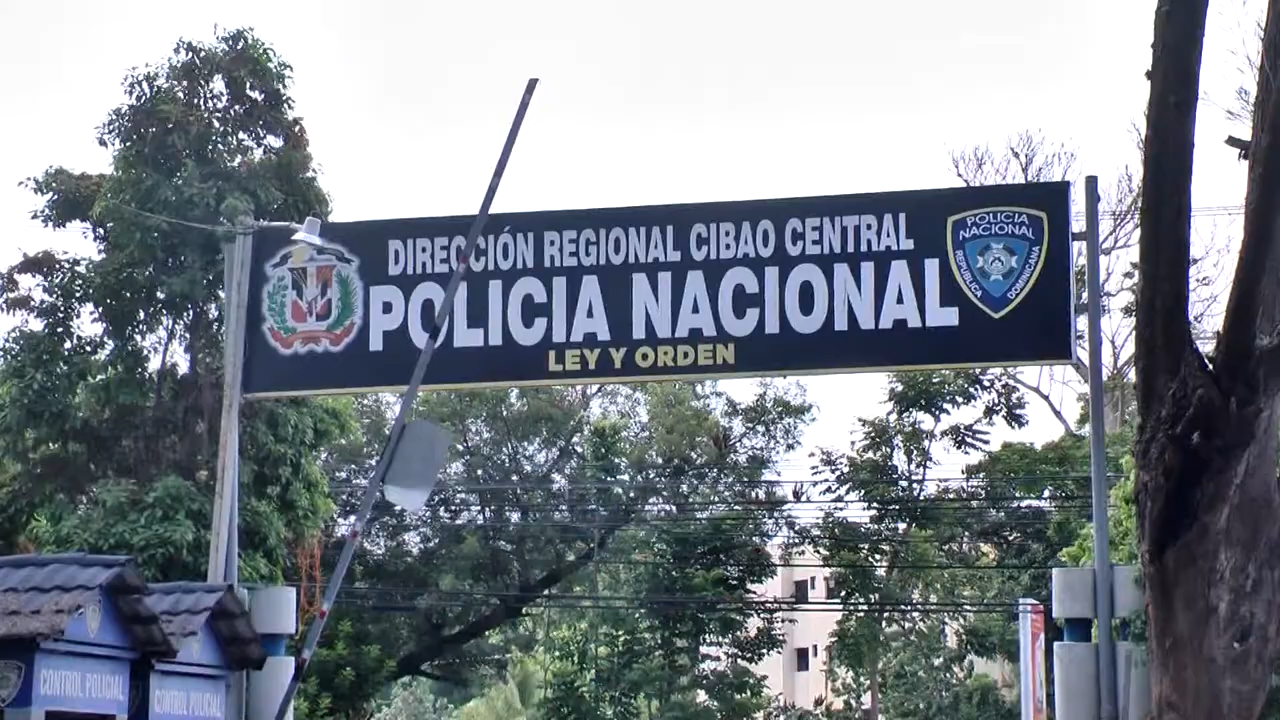 DIRECCIÓN REGIONAL CIBAO CENTRAL
POLICIA NACIONAL
LEY Y ORDEN
POLICIA
NACIONAL
REPUBLICA
DOMINICANA
CONTROL POLICIAL
CONTROL POLICIAL